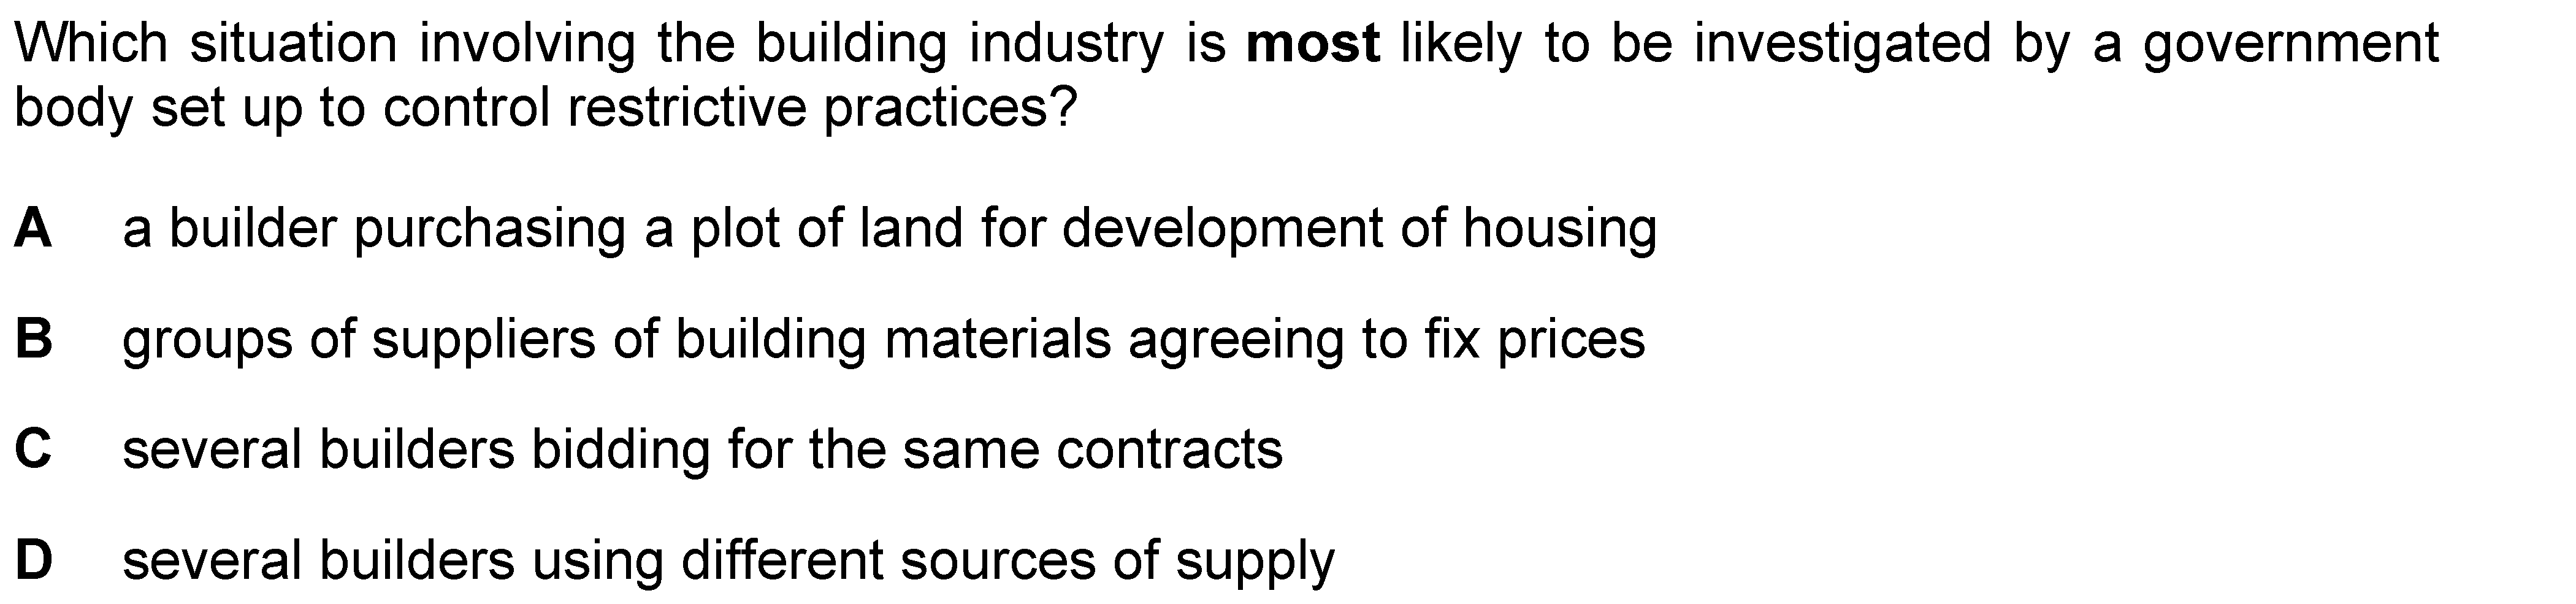 Which situation involving the building industry is most likely to be investigated by a government
body set up to control restrictive practices?
A a builder purchasing a plot of land for development of housing
B groups of suppliers of building materials agreeing to fix prices
C several builders bidding for the same contracts
D several builders using different sources of supply